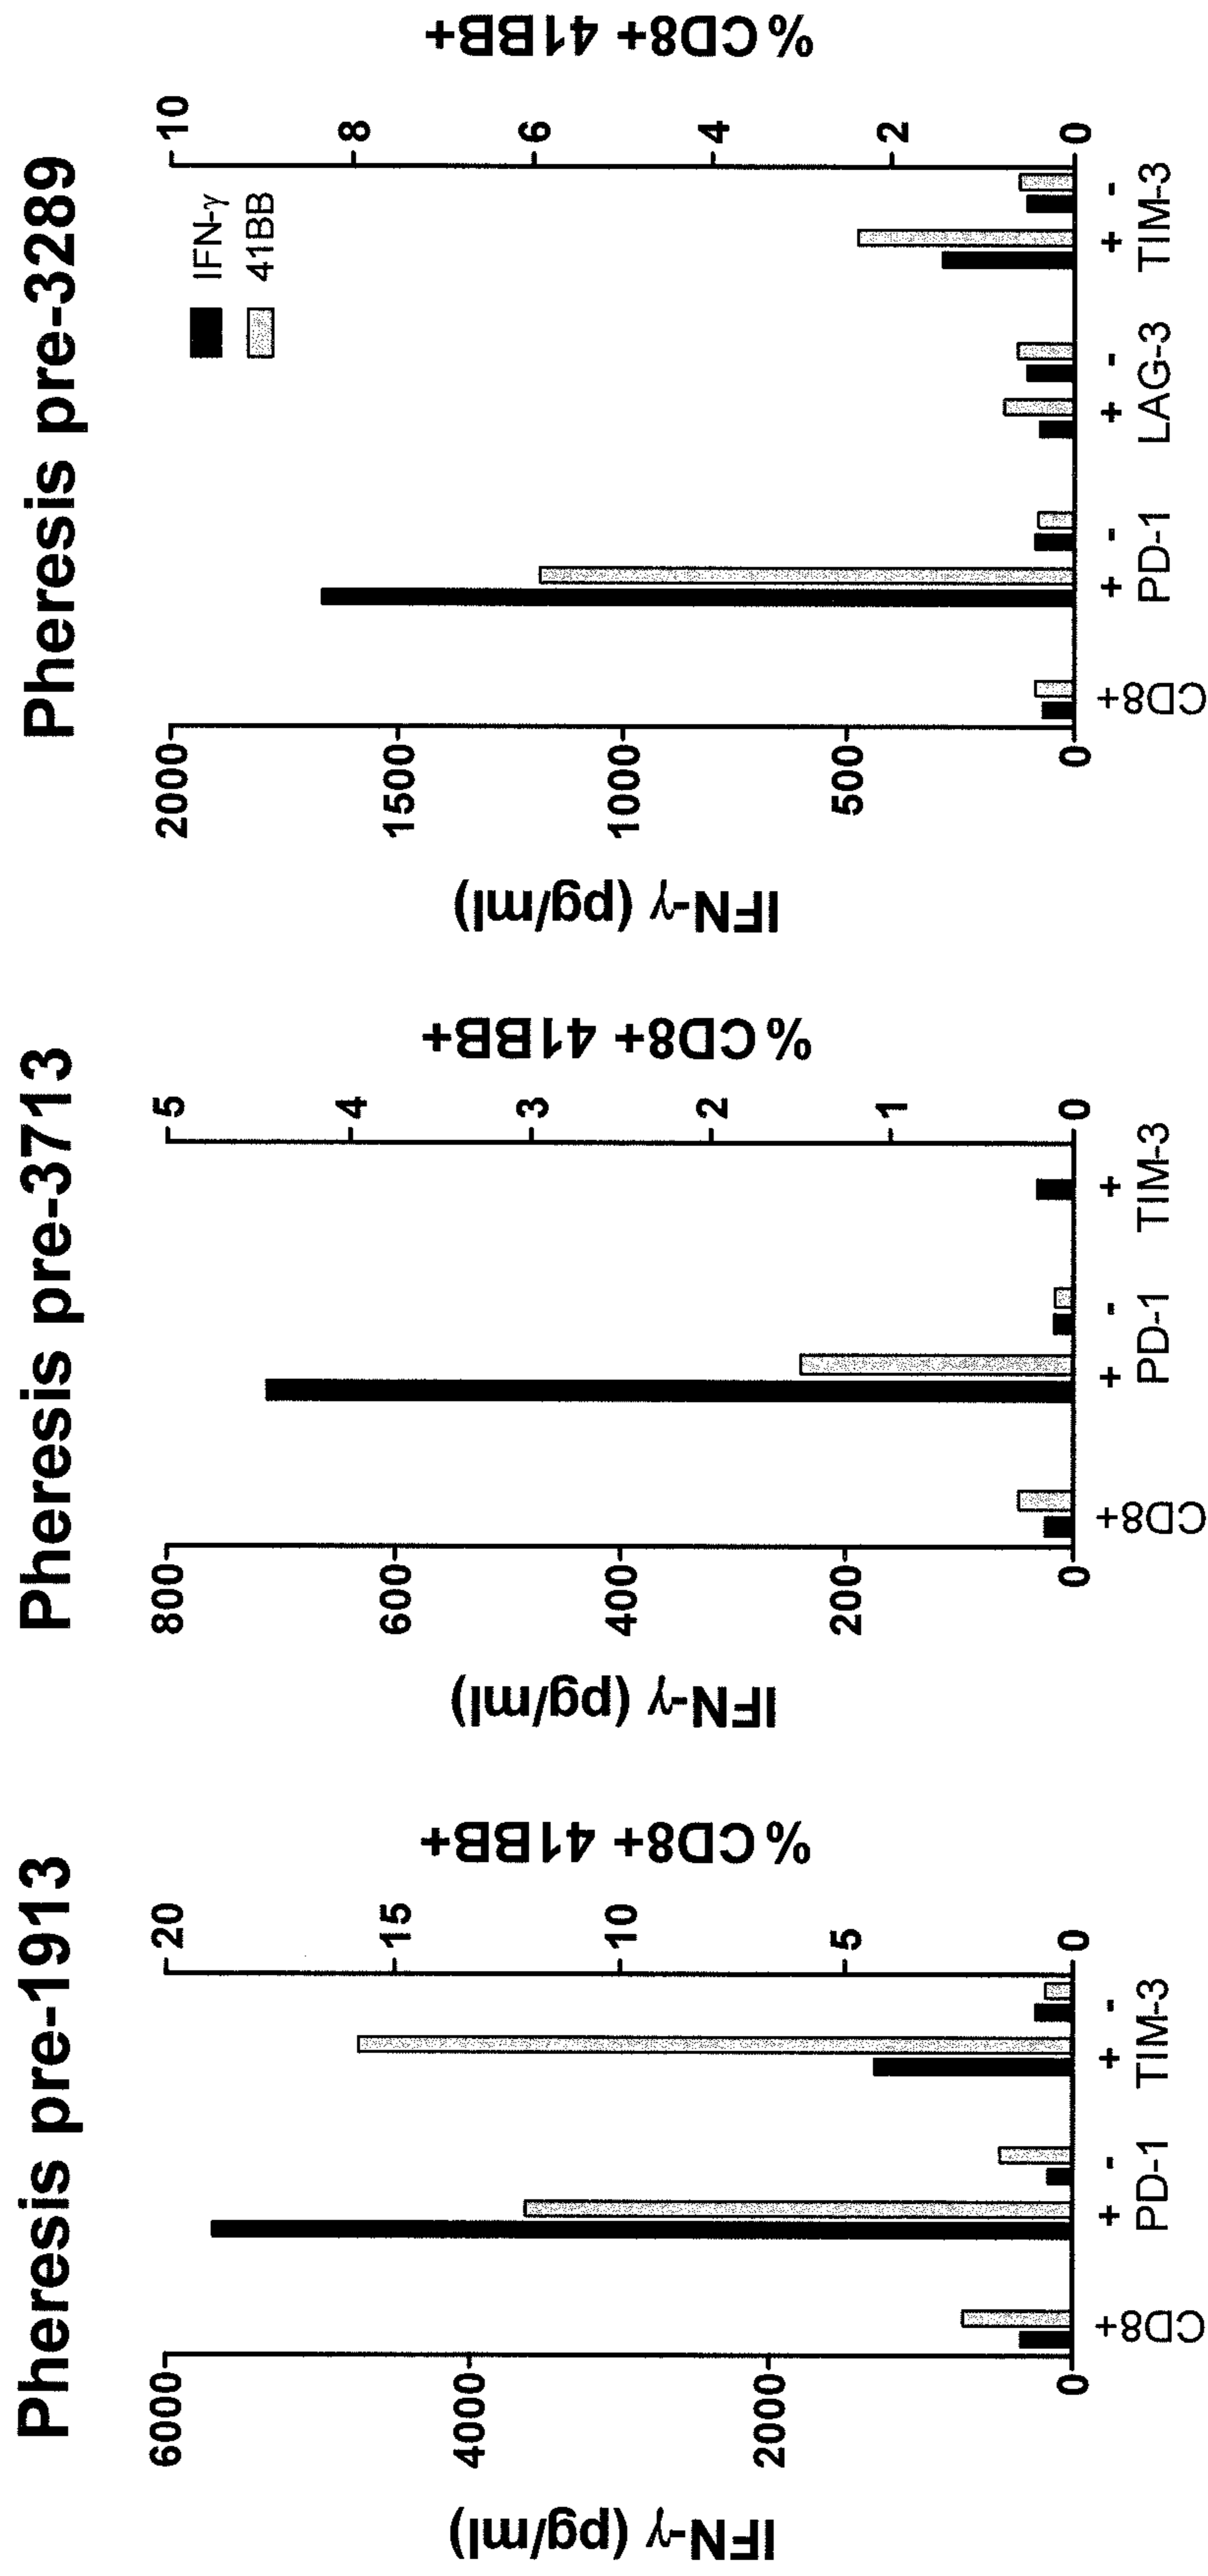 Pheresis pre-1913
IFN-γ (pg/ml)
6000
4000
2000
0
% CD8+ 41BB+
20
15
10
5
0
CD8+
+ - + -
PD-1 TIM-3
Pheresis pre-3713
IFN-γ (pg/ml)
800
600
400
200
0
% CD8+ 41BB+
5
4
3
2
1
0
CD8+
+ - +
PD-1 TIM-3
Pheresis pre-3289
IFN-γ (pg/ml)
2000
1500
1000
500
0
IFN-γ
41BB
% CD8+ 41BB+
10
8
6
4
2
0
CD8+
+ - + - + -
PD-1 LAG-3 TIM-3